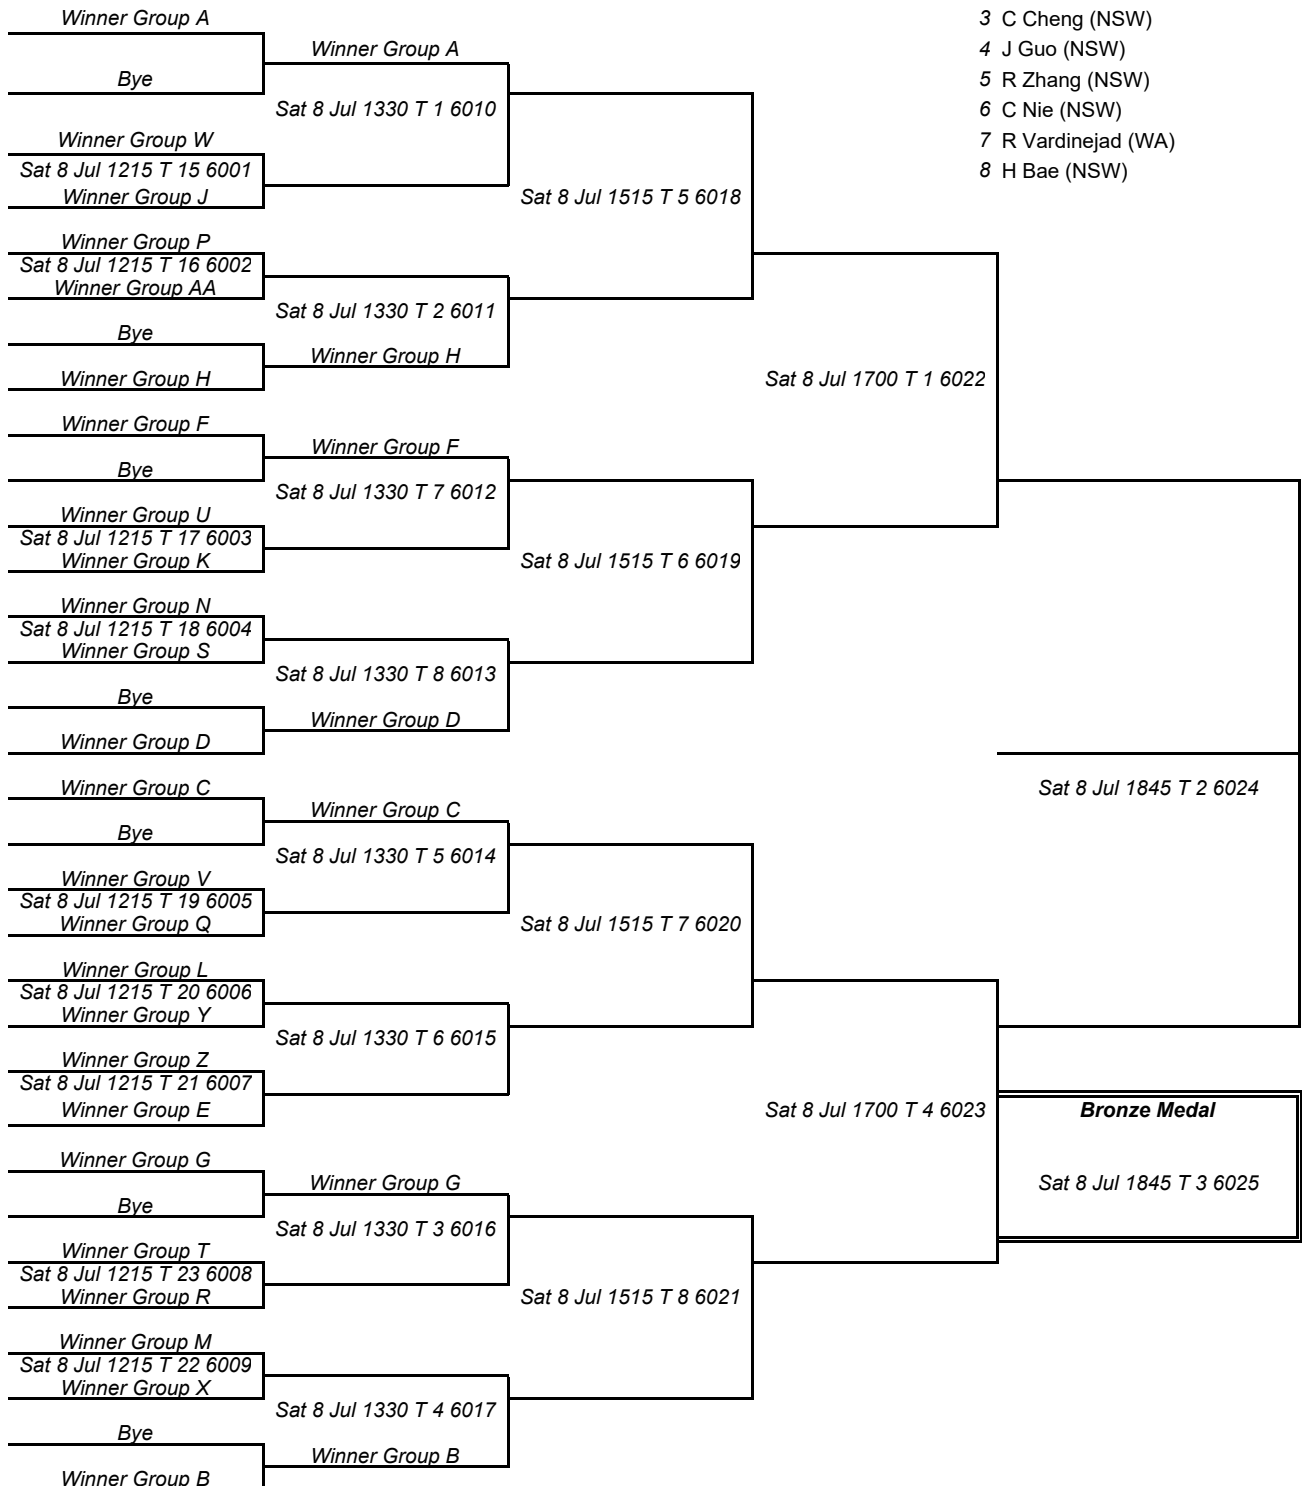 Winner Group A
3 C Cheng (NSW)
Winner Group A
4 J Guo (NSW)
Bye
5 R Zhang (NSW)
Sat 8 Jul 1330 T 1 6010
6 C Nie (NSW)
Winner Group W
7 R Vardinejad (WA)
Sat 8 Jul 1215 T 15 6001
8 H Bae (NSW)
Winner Group J
Sat 8 Jul 1515 T 5 6018
Winner Group P
Sat 8 Jul 1215 T 16 6002
Winner Group AA
Sat 8 Jul 1330 T 2 6011
Bye
Winner Group H
Winner Group H
Sat 8 Jul 1700 T 1 6022
Winner Group F
Winner Group F
Bye
Sat 8 Jul 1330 T 7 6012
Winner Group U
Sat 8 Jul 1215 T 17 6003
Winner Group K
Sat 8 Jul 1515 T 6 6019
Winner Group N
Sat 8 Jul 1215 T 18 6004
Winner Group S
Sat 8 Jul 1330 T 8 6013
Bye
Winner Group D
Winner Group D
Winner Group C
Sat 8 Jul 1845 T 2 6024
Winner Group C
Bye
Sat 8 Jul 1330 T 5 6014
Winner Group V
Sat 8 Jul 1215 T 19 6005
Winner Group Q
Sat 8 Jul 1515 T 7 6020
Winner Group L
Sat 8 Jul 1215 T 20 6006
Winner Group Y
Sat 8 Jul 1330 T 6 6015
Winner Group Z
Sat 8 Jul 1215 T 21 6007
Winner Group E
Sat 8 Jul 1700 T 4 6023
Bronze Medal
Winner Group G
Winner Group G
Sat 8 Jul 1845 T 3 6025
Bye
Sat 8 Jul 1330 T 3 6016
Winner Group T
Sat 8 Jul 1215 T 23 6008
Winner Group R
Sat 8 Jul 1515 T 8 6021
Winner Group M
Sat 8 Jul 1215 T 22 6009
Winner Group X
Sat 8 Jul 1330 T 4 6017
Bye
Winner Group B
Winner Group B